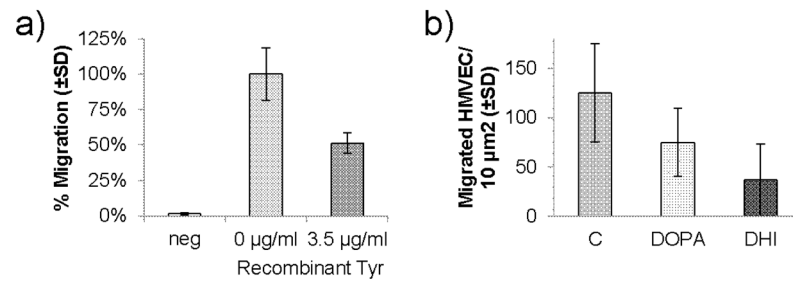 a)
% Migration (±SD)
125%
100%
75%
50%
25%
0%
neg
0 µg/ml
3.5 µg/ml
Recombinant Tyr
b)
Migrated HMVEC/
10 µm2 (±SD)
150
100
50
0
C
DOPA
DHI